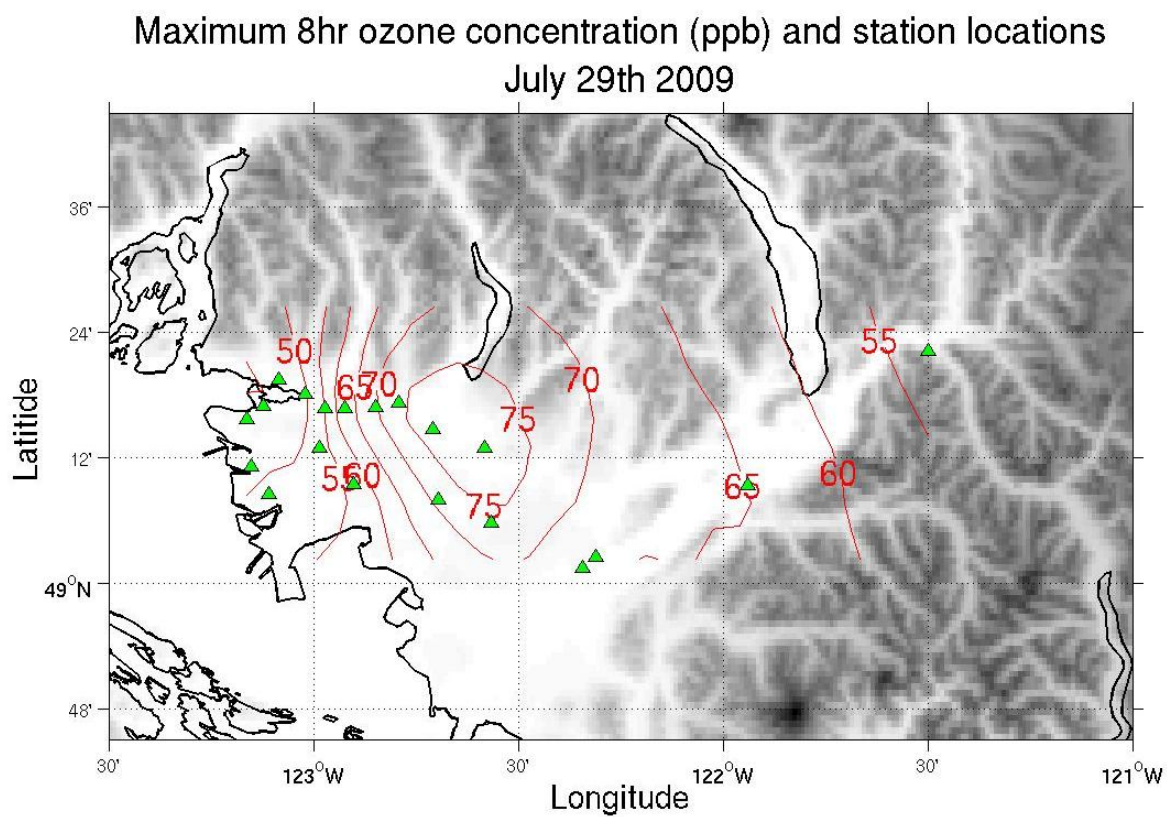 Maximum 8hr ozone concentration (ppb) and station locations
July 29th 2009
36'
24'
12'
49°N
48'
Latitide
50
65
70
70
75
55
55
60
75
65
60
30'
123°W
30'
122°W
30'
121°W
Longitude